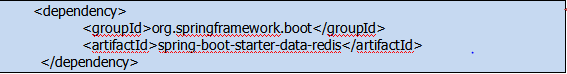 <dependency>
<groupId>org.springframework.boot</groupId>
<artifactId>spring-boot-starter-data-redis</artifactId>
</dependency>